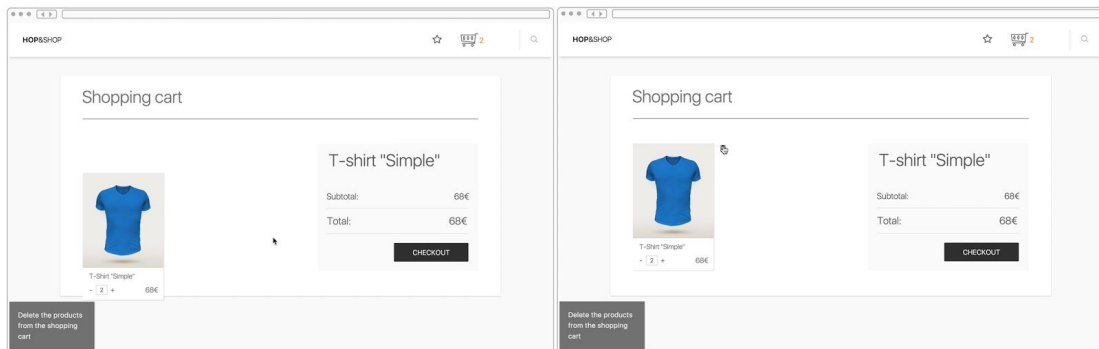 HOP&SHOP
2
Shopping cart
T-shirt "Simple"
Subtotal: 68€
Total: 68€
CHECKOUT
T-Shirt "Simple"
- 2 + 68€
Delete the products
from the shopping
cart
HOP&SHOP
2
Shopping cart
T-shirt "Simple"
Subtotal: 68€
Total: 68€
CHECKOUT
T-Shirt "Simple"
- 2 + 68€
Delete the products
from the shopping
cart